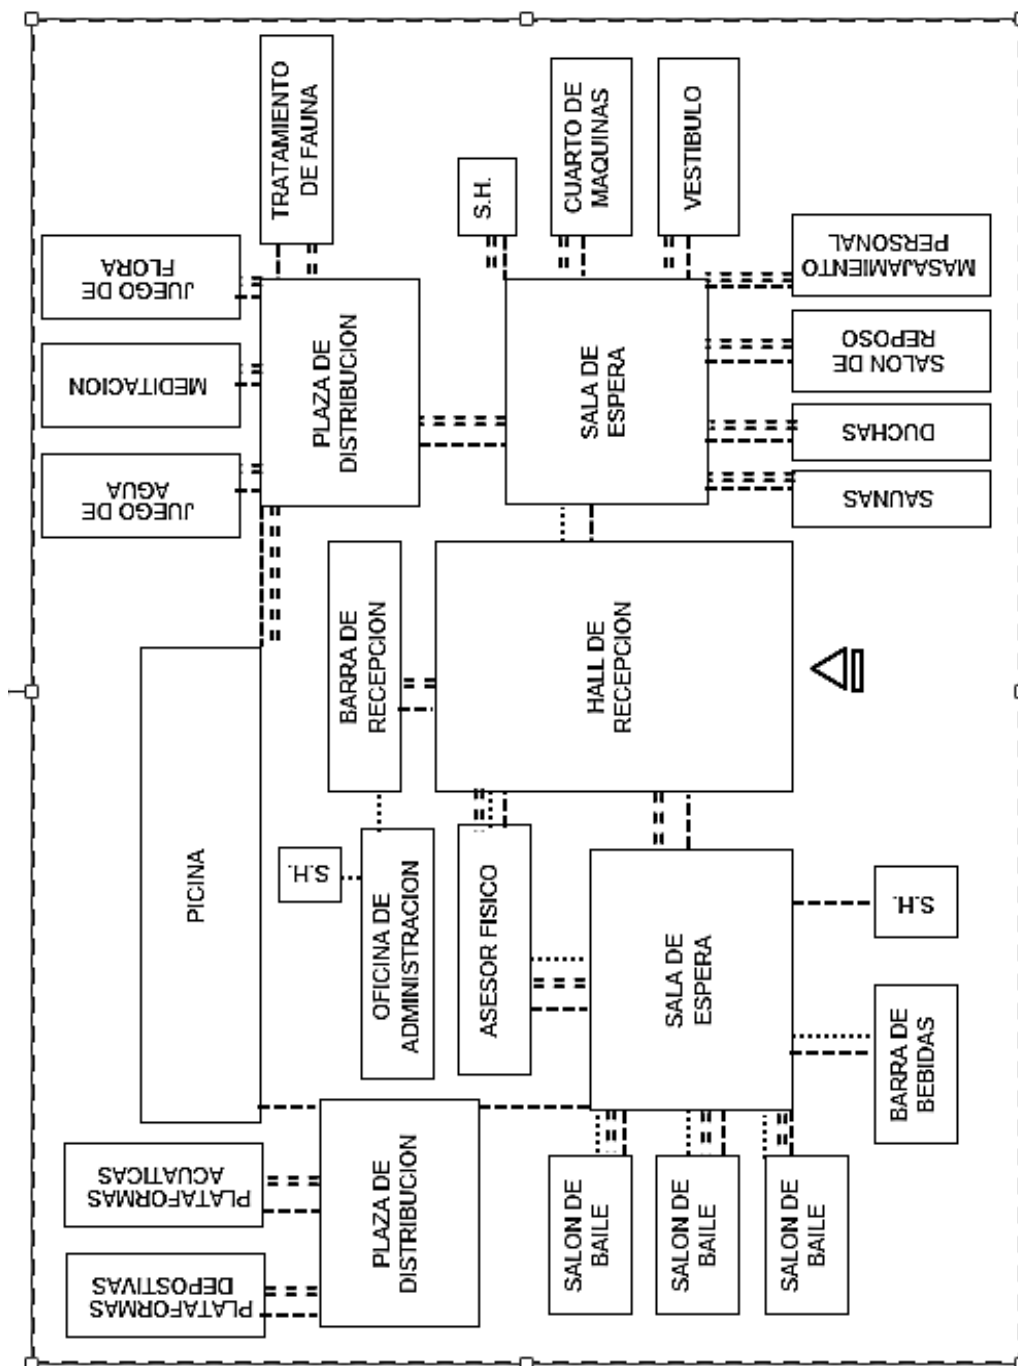 TRATAMIENTO
DE FAUNA
CUARTO DE
MAQUINAS
VESTIBULO
S.H.
JUEGO DE
FLORA
MEDITACION
JUEGO DE
AGUA
PLAZA DE
DISTRIBUCION
SALA DE
ESPERA
MASAJAMIENTO
PERSONAL
SALON DE
REPOSO
DUCHAS
SAUNAS
BARRA DE
RECEPCION
HALL DE
RECEPCION
PICINA
S.H.
OFICINA DE
ADMINISTRACION
ASESOR FISICO
SALA DE
ESPERA
S.H.
BARRA DE
BEBIDAS
PLATAFORMAS
ACUATICAS
PLATAFORMAS
DEPOSTIVAS
PLAZA DE
DISTRIBUCION
SALON DE
BAILE
SALON DE
BAILE
SALON DE
BAILE